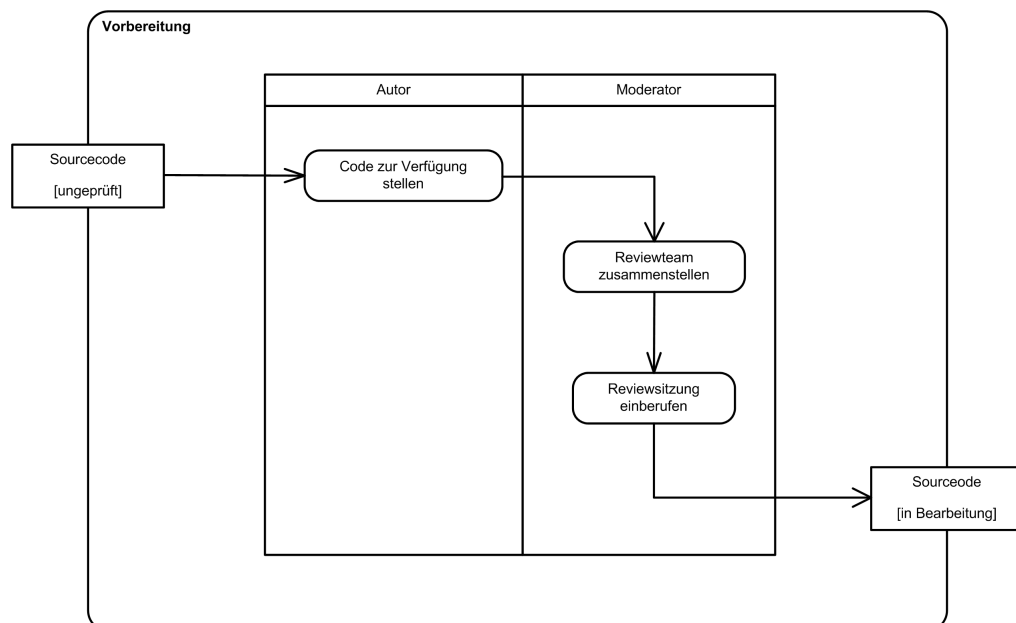 Vorbereitung
Autor
Moderator
Sourcecode
[ungeprüft]
Code zur Verfügung
stellen
Reviewteam
zusammenstellen
Reviewsitzung
einberufen
Sourceode
[in Bearbeitung]